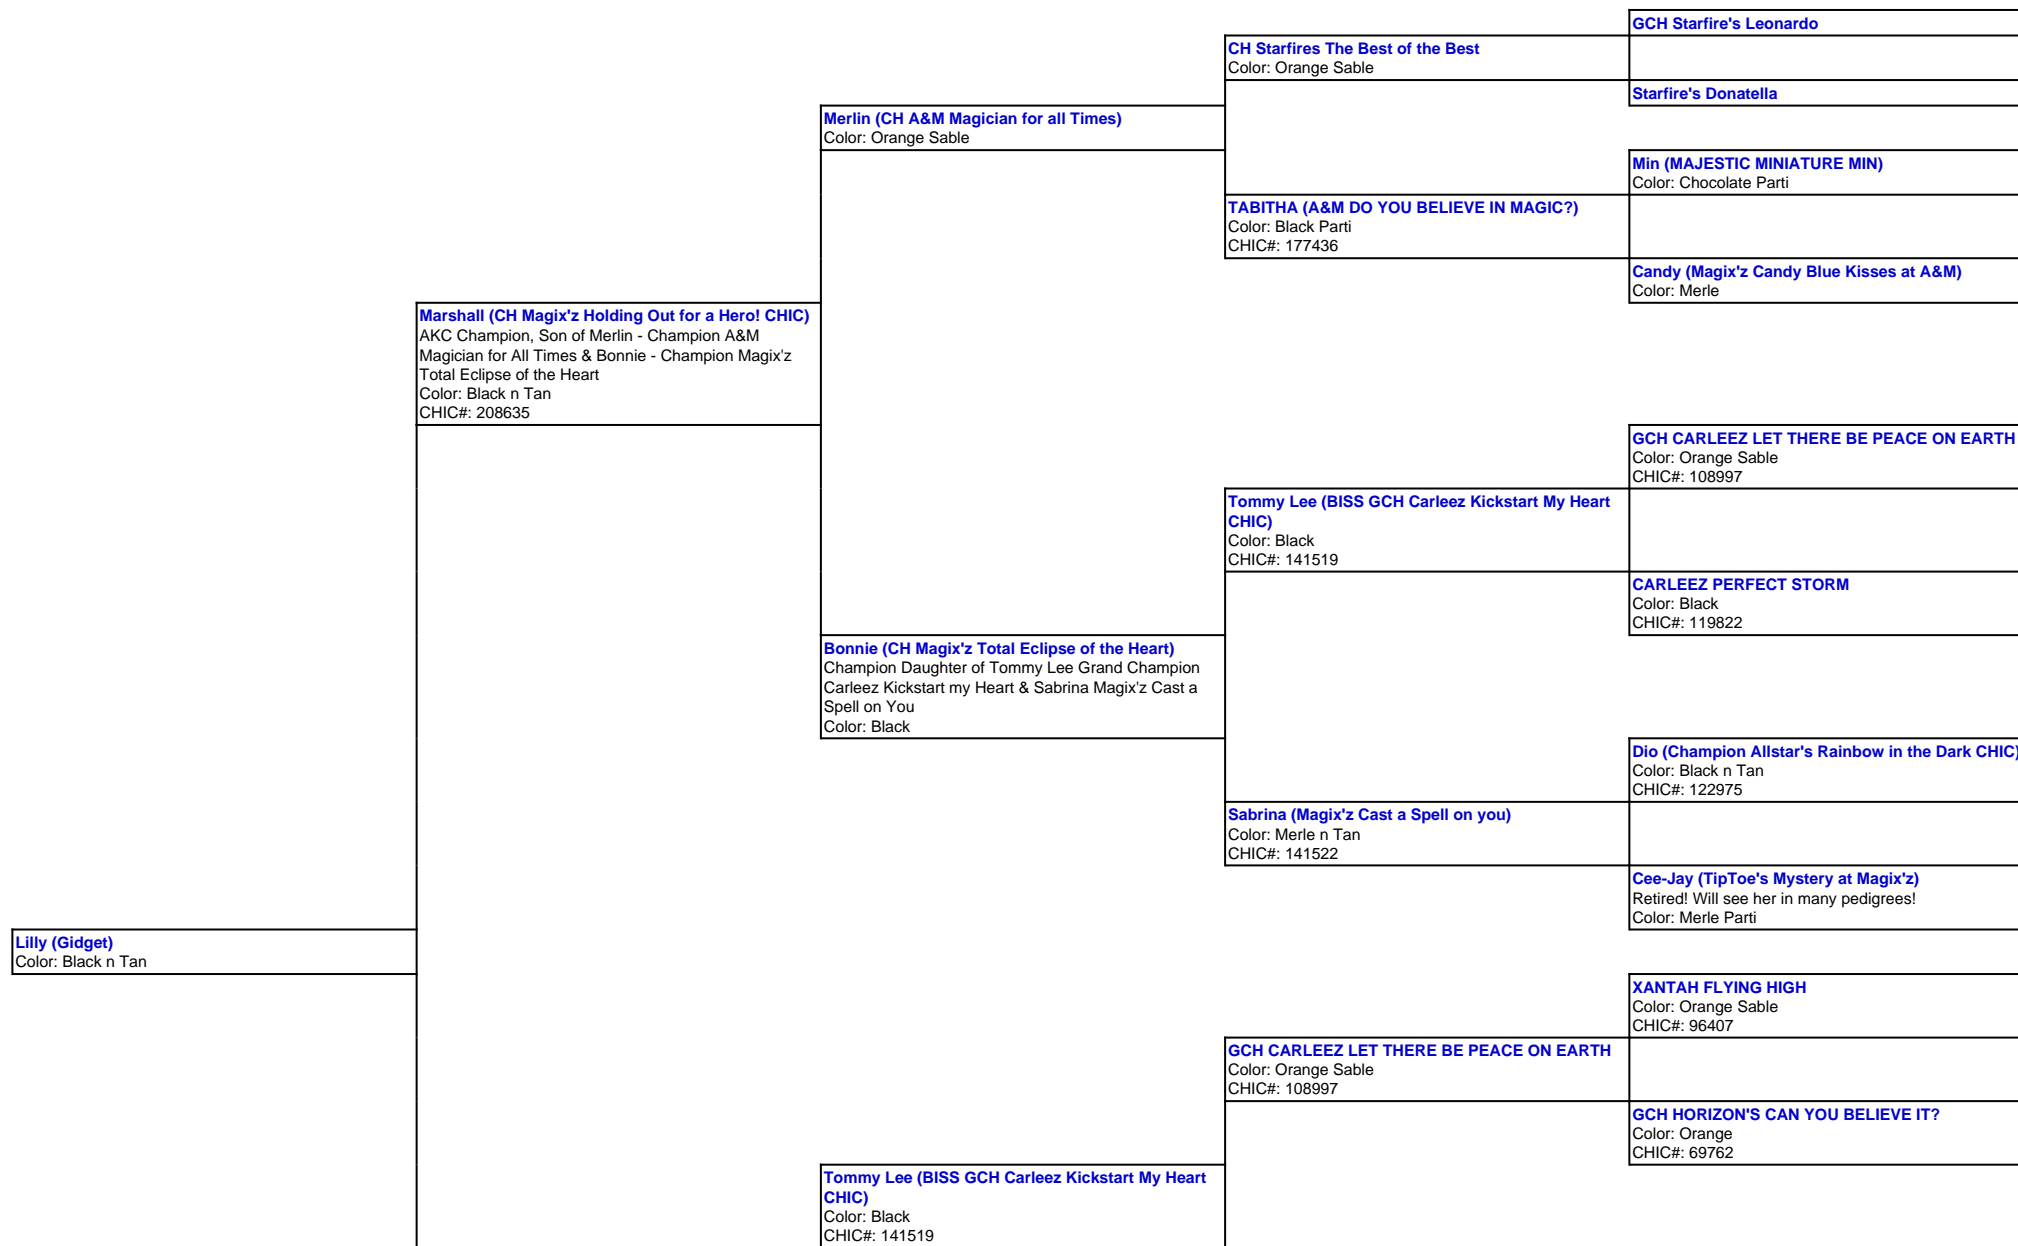 GCH Starfire's Leonardo
CH Starfires The Best of the Best
Color: Orange Sable
Starfire's Donatella
Merlin (CH A&M Magician for all Times)
Color: Orange Sable
Min (MAJESTIC MINIATURE MIN)
Color: Chocolate Parti
TABITHA (A&M DO YOU BELIEVE IN MAGIC?)
Color: Black Parti
CHIC#: 177436
Candy (Magix'z Candy Blue Kisses at A&M)
Color: Merle
Marshall (CH Magix'z Holding Out for a Hero! CHIC)
AKC Champion, Son of Merlin - Champion A&M
Magician for All Times & Bonnie - Champion Magix'z
Total Eclipse of the Heart
Color: Black n Tan
CHIC#: 208635
GCH CARLEEZ LET THERE BE PEACE ON EARTH
Color: Orange Sable
CHIC#: 108997
Tommy Lee (BISS GCH Carleez Kickstart My Heart
CHIC)
Color: Black
CHIC#: 141519
CARLEEZ PERFECT STORM
Color: Black
CHIC#: 119822
Bonnie (CH Magix'z Total Eclipse of the Heart)
Champion Daughter of Tommy Lee Grand Champion
Carleez Kickstart my Heart & Sabrina Magix'z Cast a
Spell on You
Color: Black
Dio (Champion Allstar's Rainbow in the Dark CHIC)
Color: Black n Tan
CHIC#: 122975
Sabrina (Magix'z Cast a Spell on you)
Color: Merle n Tan
CHIC#: 141522
Cee-Jay (TipToe's Mystery at Magix'z)
Retired! Will see her in many pedigrees!
Color: Merle Parti
Lilly (Gidget)
Color: Black n Tan
XANTAH FLYING HIGH
Color: Orange Sable
CHIC#: 96407
GCH CARLEEZ LET THERE BE PEACE ON EARTH
Color: Orange Sable
CHIC#: 108997
GCH HORIZON'S CAN YOU BELIEVE IT?
Color: Orange
CHIC#: 69762
Tommy Lee (BISS GCH Carleez Kickstart My Heart
CHIC)
Color: Black
CHIC#: 141519